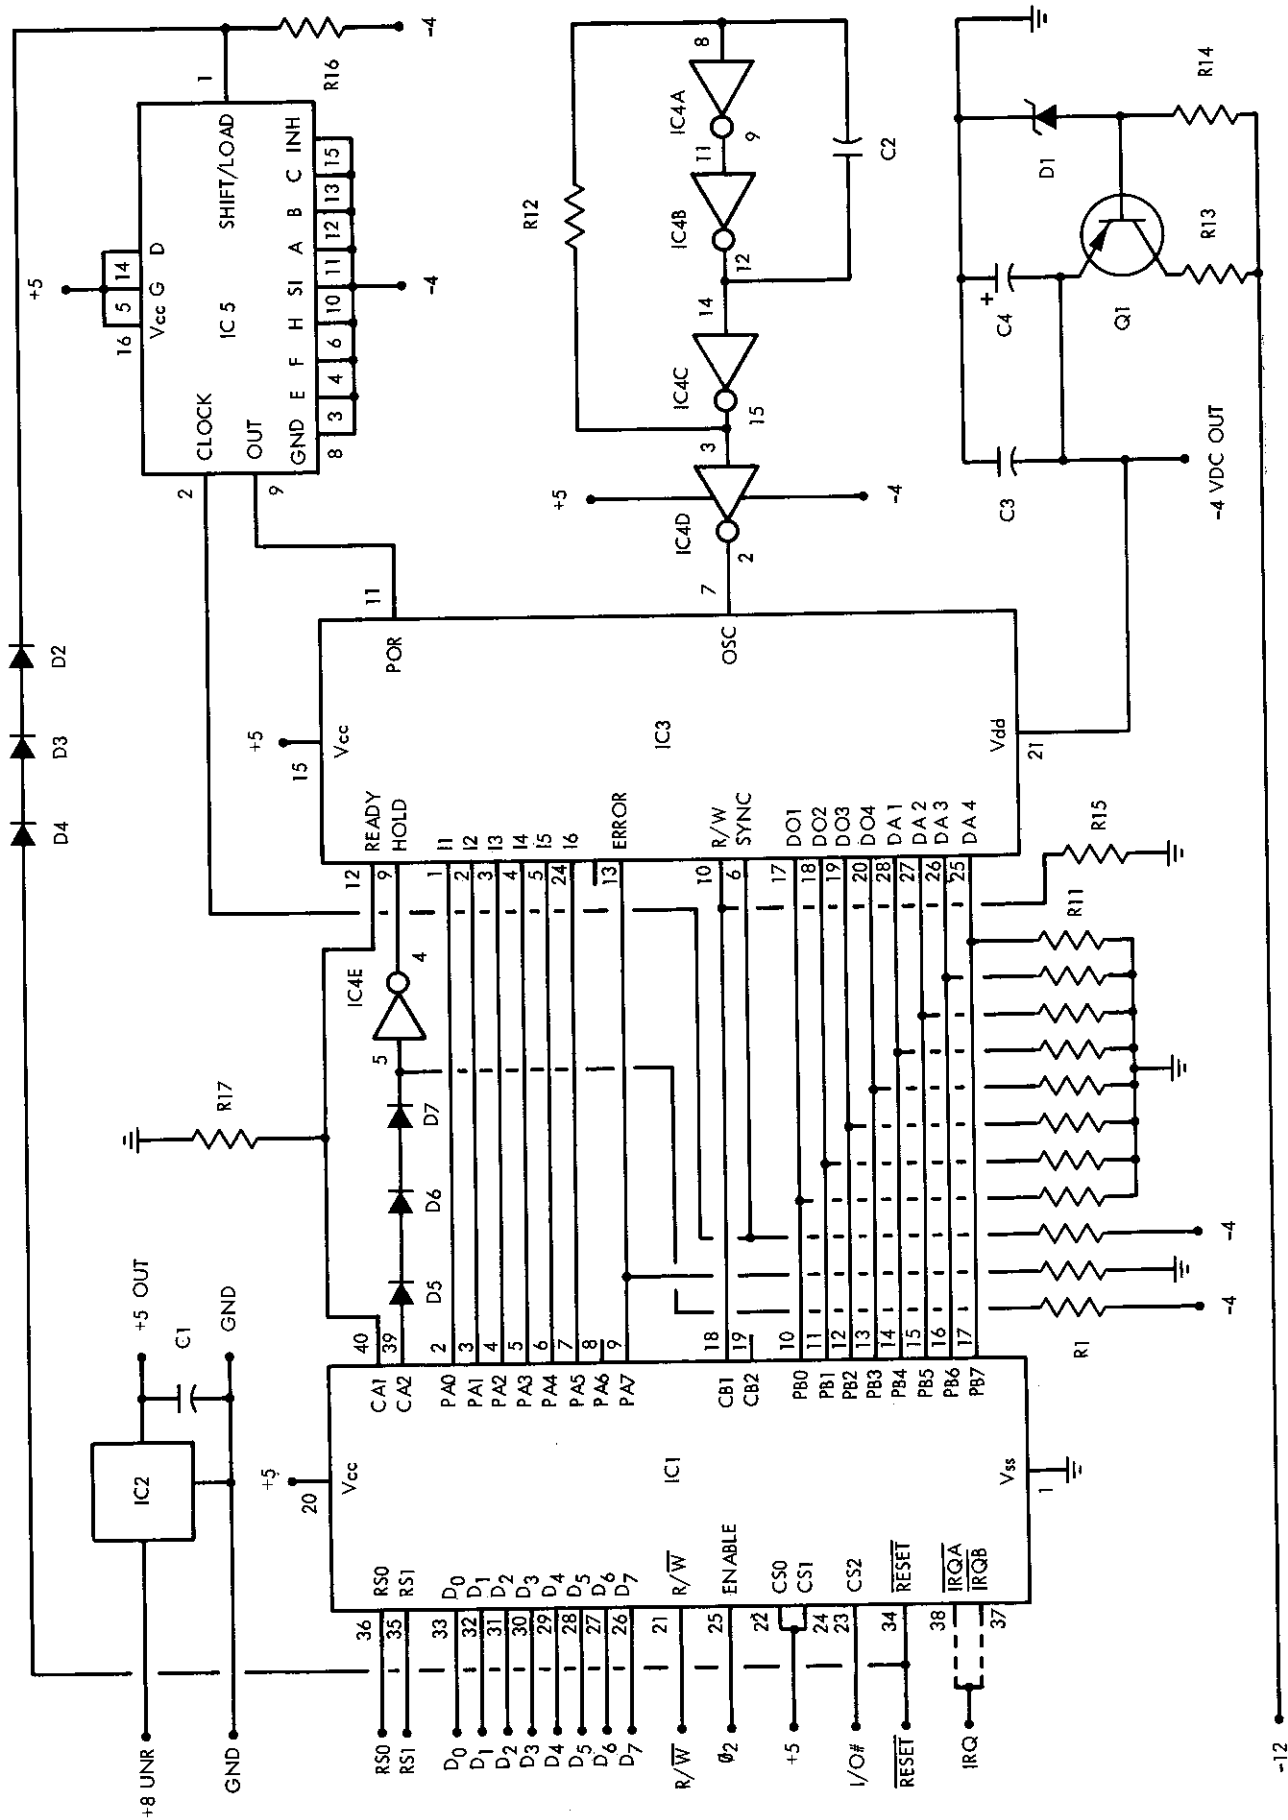 +8 UNR
GND
IC2
+5 OUT
C1
GND
D4
D3
D2
R17
+5
20
Vcc
IC1
RS0
36
RS0
RS1
35
RS1
D0
33
D0
D1
32
D1
D2
31
D2
D3
30
D3
D4
29
D4
D5
28
D5
D6
27
D6
D7
26
D7
R/W
21
R/W
Ø2
25
ENABLE
+5
22
CS0
24
CS1
I/O#
23
CS2
RESET
34
RESET
IRQ
38
IRQA
37
IRQB
Vss
1
CA1
40
CA2
39
PA0
2
PA1
3
PA2
4
PA3
5
PA4
6
PA5
7
PA6
8
PA7
9
CB1
18
CB2
19
PB0
10
PB1
11
PB2
12
PB3
13
PB4
14
PB5
15
PB6
16
PB7
17
D5
D6
D7
5
IC4E
4
R1
-4
-4
R11
R15
+5
15
Vcc
IC3
12
READY
9
HOLD
1
I1
2
I2
3
I3
4
I4
5
I5
24
I6
13
ERROR
10
R/W
6
SYNC
17
DO1
18
DO2
19
DO3
20
DO4
28
DA 1
27
DA 2
26
DA 3
25
DA 4
POR
11
OSC
7
Vdd
21
2
CLOCK
9
OUT
+5
16
Vcc
5
G
14
D
IC 5
SHIFT/LOAD
1
R16
-4
GND
8
E
3
F
4
H
6
SI
10
A
11
B
12
C
13
INH
15
-4
R12
+5
IC4D
2
3
-4
IC4C
15
14
IC4B
12
11
IC4A
9
8
C2
C3
C4
+
Q1
D1
R13
R14
-4 VDC OUT
-12